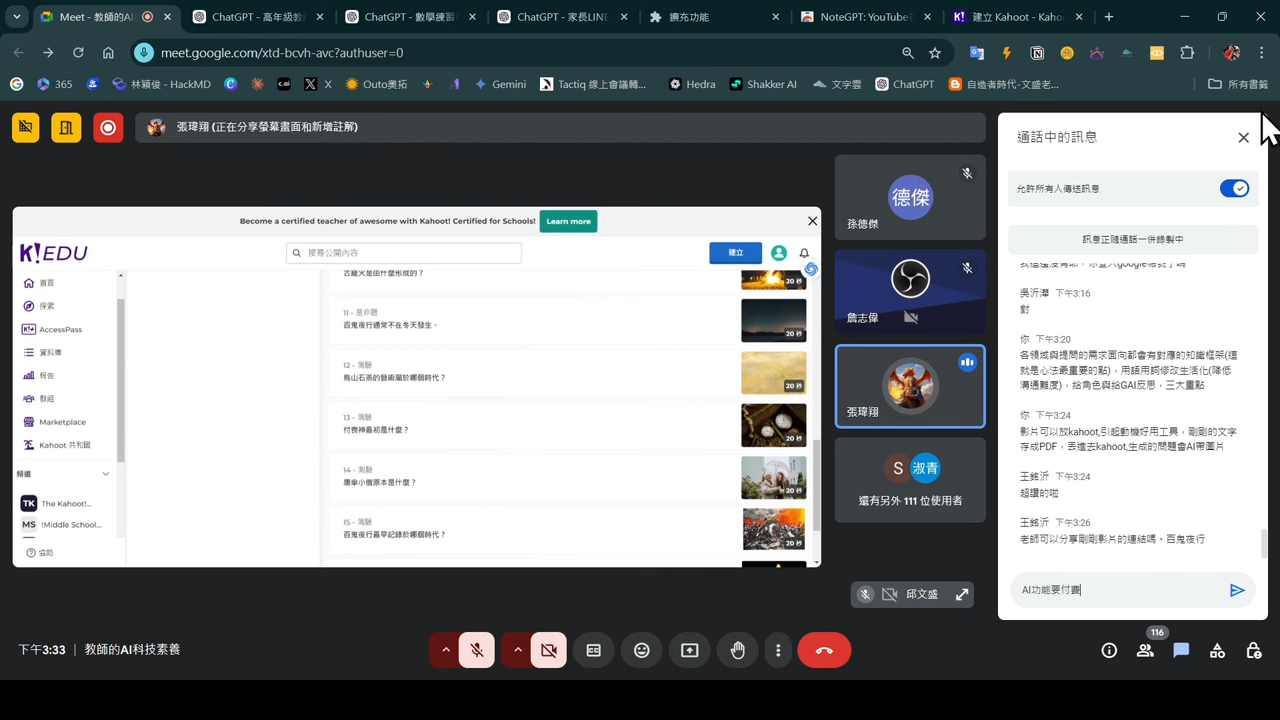 Meet - 教師的AI
ChatGPT - 高年級教
ChatGPT - 數學練習
ChatGPT - 家長LINE
擴充功能
NoteGPT: YouTube
建立 Kahoot - Kaho
meet.google.com/xtd-bcvh-avc?authuser=0
365
林穎俊 - HackMD
c.ai
X
Outo奧拓
Gemini
Tactiq 線上會議轉...
Hedra
Shakker AI
文字雲
ChatGPT
自造者時代-文盛老...
所有書籤
張瑋翔 (正在分享螢幕畫面和新增註解)
Become a certified teacher of awesome with Kahoot! Certified for Schools!
Learn more
K!EDU
搜尋公開內容
建立
首頁
探索
AccessPass
資料庫
報告
群組
Marketplace
Kahoot 共和國
頻道
TK
The Kahoot!...
MS
!Middle School...
協助
古籠火是由什麼形成的？
20 秒
11 - 是非題
百鬼夜行通常不在冬天發生。
20 秒
12 - 測驗
鳥山石燕的藝術屬於哪個時代？
20 秒
13 - 測驗
付喪神最初是什麼？
20 秒
14 - 測驗
唐傘小僧原本是什麼？
20 秒
15 - 測驗
百鬼夜行最早記錄於哪個時代？
20 秒
德傑
孫德傑
詹志偉
張瑋翔
S
淑青
還有另外 111 位使用者
邱文盛
通話中的訊息
允許所有人傳送訊息
訊息正隨通話一併錄製中
吳沂澤 下午3:16
對
你 下午3:20
各領域與提問的需求面向都會有對應的知識框架(這
就是心法最重要的點)，用語用詞修改生活化(降低
溝通難度)，給角色與給GAI反思，三大重點
你 下午3:24
影片可以放kahoot,引起動機好用工具，剛剛的文字
存成PDF，丟進去kahoot,生成的問題會AI帶圖片
王銘沂 下午3:24
超讚的啦
王銘沂 下午3:26
老師可以分享剛剛影片的連結嗎。百鬼夜行
AI功能要付費
下午3:33
教師的AI科技素養
116